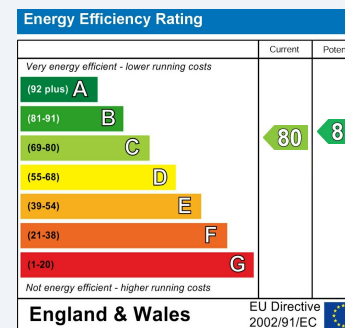 Energy Efficiency Rating
Current
Very energy efficient - lower running costs
(92 plus) A
(81-91) B
(69-80) C
80
(55-68) D
(39-54) E
(21-38) F
(1-20) G
Not energy efficient - higher running costs
England & Wales
EU Directive
2002/91/EC